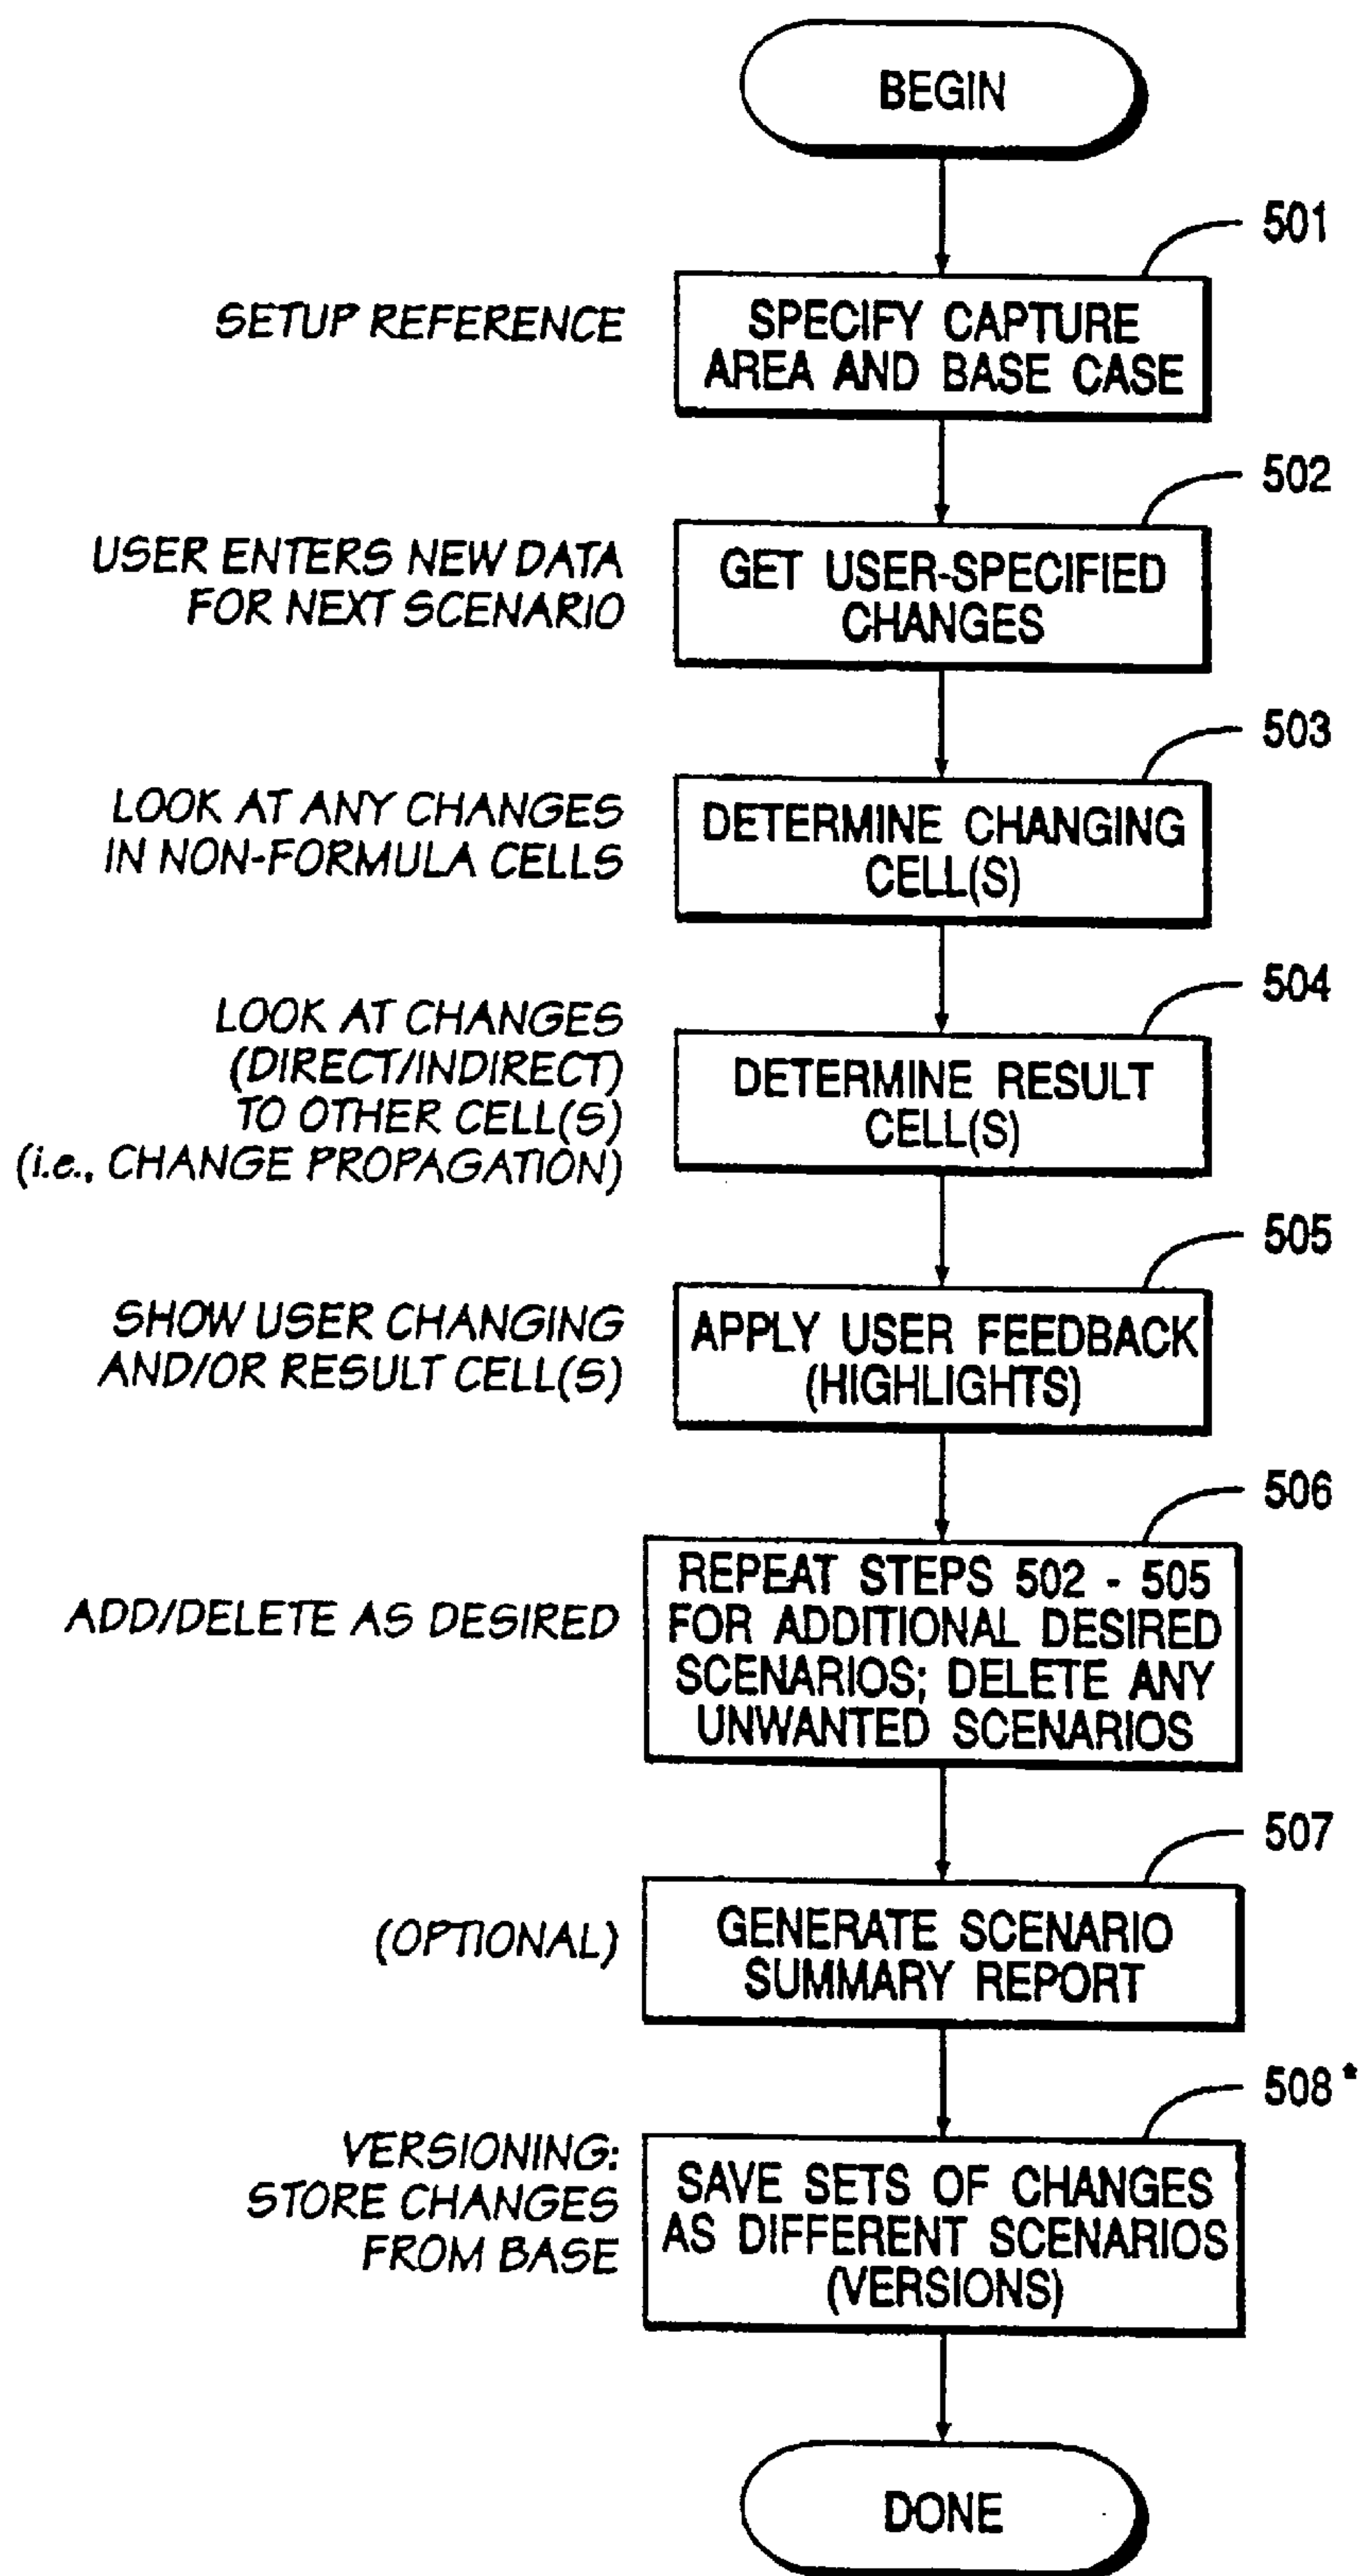 BEGIN
501
SETUP REFERENCE
SPECIFY CAPTURE
AREA AND BASE CASE
502
USER ENTERS NEW DATA
FOR NEXT SCENARIO
GET USER-SPECIFIED
CHANGES
503
LOOK AT ANY CHANGES
IN NON-FORMULA CELLS
DETERMINE CHANGING
CELL(S)
504
LOOK AT CHANGES
(DIRECT/INDIRECT)
TO OTHER CELL(S)
(i.e., CHANGE PROPAGATION)
DETERMINE RESULT
CELL(S)
505
SHOW USER CHANGING
AND/OR RESULT CELL(S)
APPLY USER FEEDBACK
(HIGHLIGHTS)
506
ADD/DELETE AS DESIRED
REPEAT STEPS 502 - 505
FOR ADDITIONAL DESIRED
SCENARIOS; DELETE ANY
UNWANTED SCENARIOS
507
(OPTIONAL)
GENERATE SCENARIO
SUMMARY REPORT
508*
VERSIONING:
STORE CHANGES
FROM BASE
SAVE SETS OF CHANGES
AS DIFFERENT SCENARIOS
(VERSIONS)
DONE